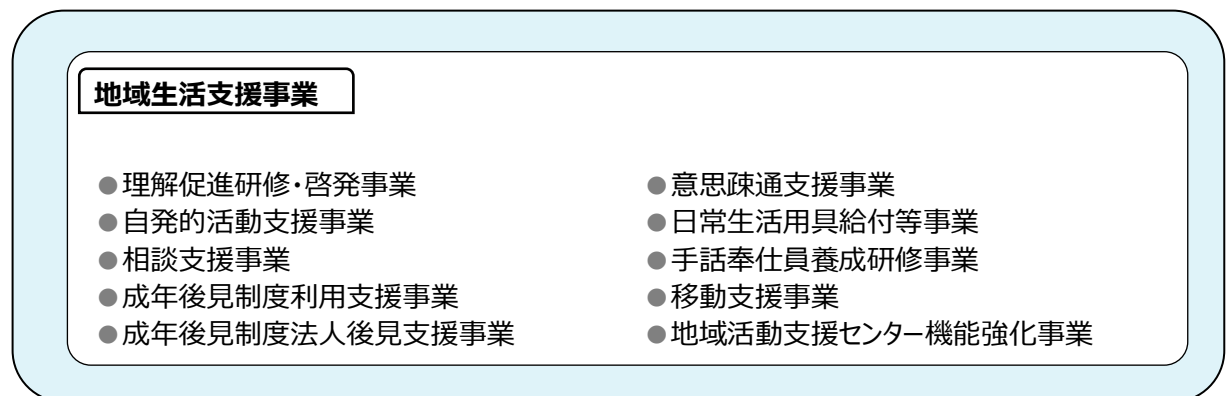 地域生活支援事業
●理解促進研修・啓発事業
●自発的活動支援事業
●相談支援事業
●成年後見制度利用支援事業
●成年後見制度法人後見支援事業
●意思疎通支援事業
●日常生活用具給付等事業
●手話奉仕員養成研修事業
●移動支援事業
●地域活動支援センター機能強化事業